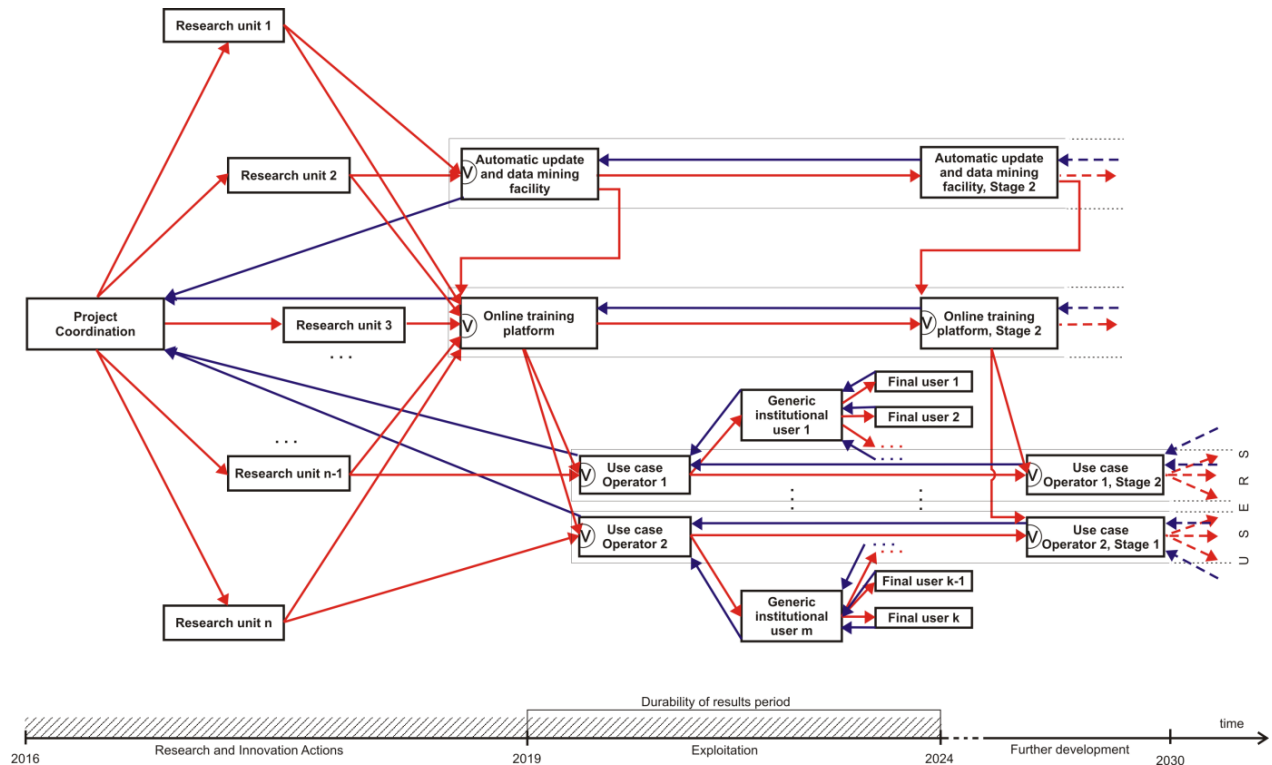 Research unit 1
Automatic update
and data mining
facility
V
Automatic update
and data mining
facility, Stage 2
Research unit 2
Project
Coordination
Research unit 3
. . .
Online training
platform
V
Online training
platform, Stage 2
V
Generic
institutional
user 1
Final user 1
Final user 2
. . .
. . .
. . .
Research unit n-1
Use case
Operator 1
V
Use case
Operator 1, Stage 2
V
. . .
. . .
Use case
Operator 2
V
Use case
Operator 2, Stage 1
V
USERS
. . .
. . .
Generic
institutional
user m
Final user k-1
Final user k
Research unit n
Durability of results period
time
Research and Innovation Actions
Exploitation
Further development
2016
2019
2024
2030